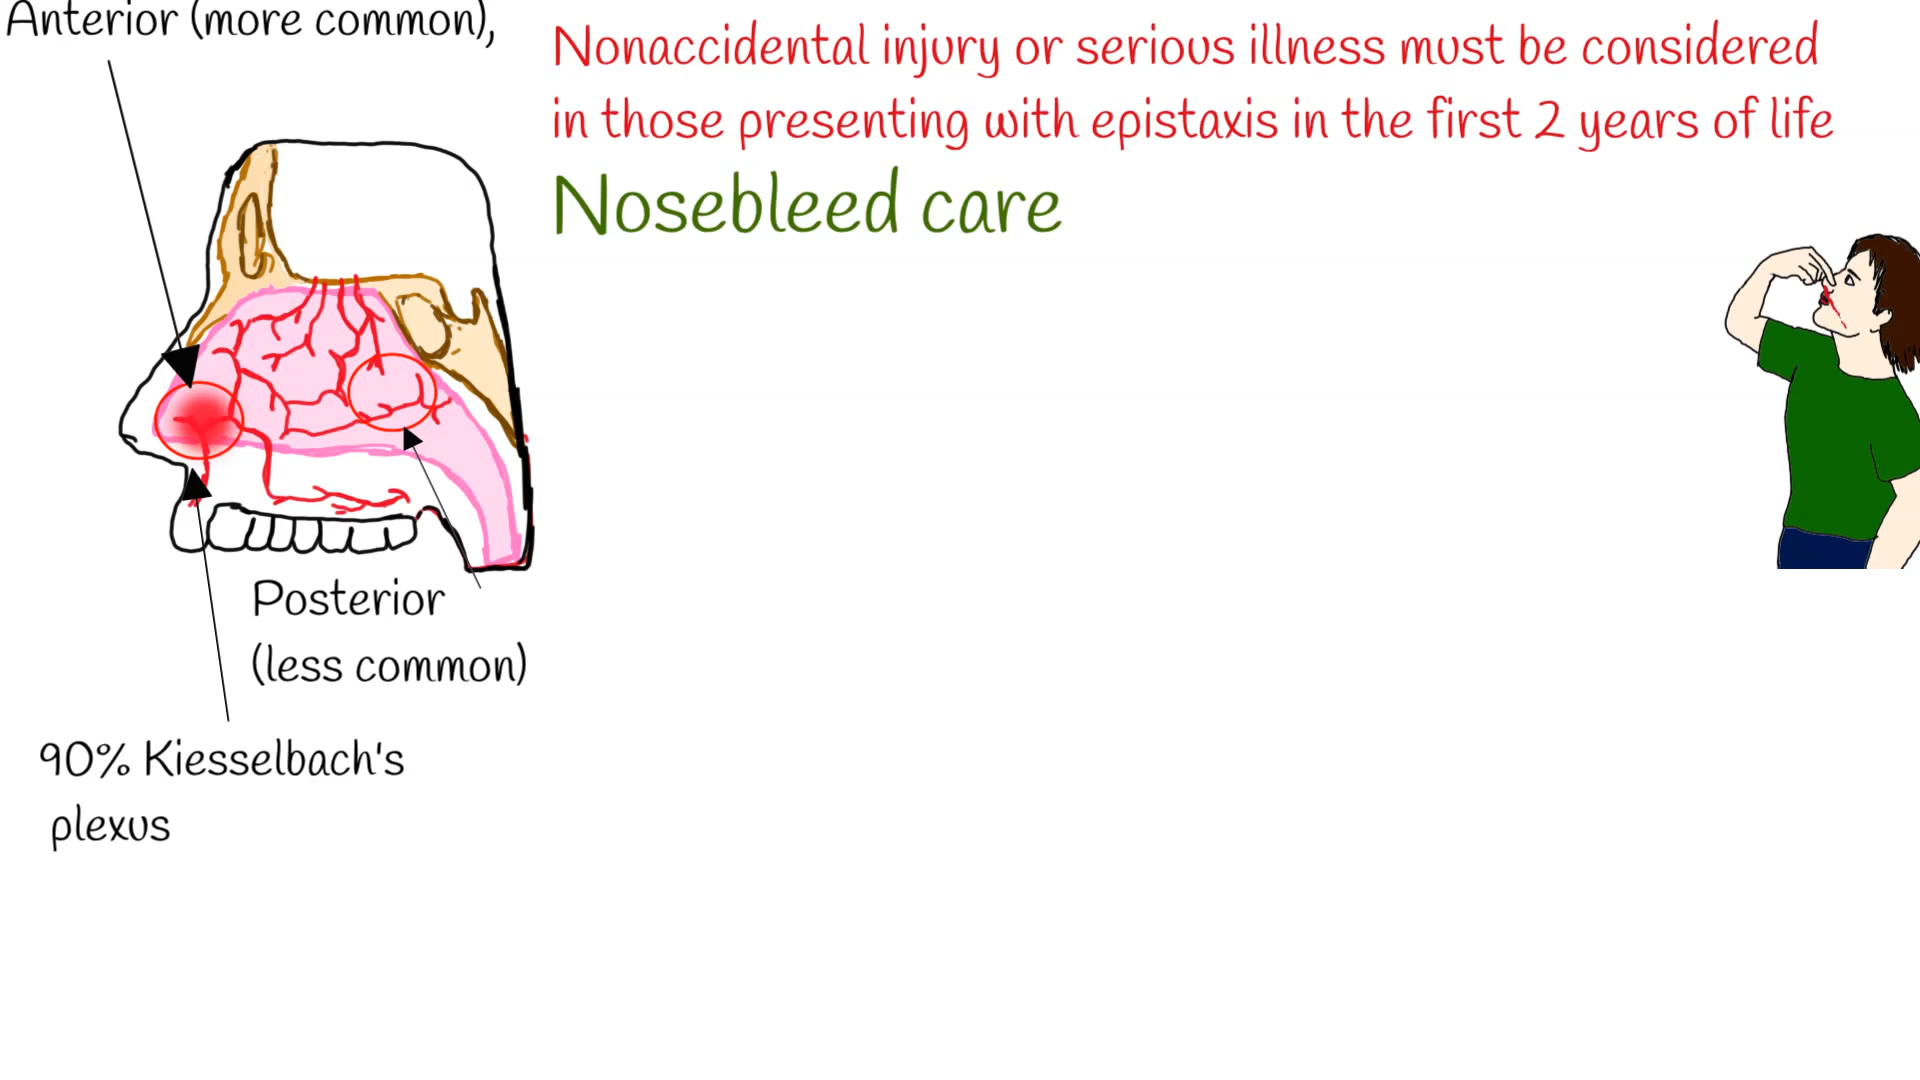 Anterior (more common),
Nonaccidental injury or serious illness must be considered
in those presenting with epistaxis in the first 2 years of life
Nosebleed care
Posterior
(less common)
90% Kiesselbach's
plexus